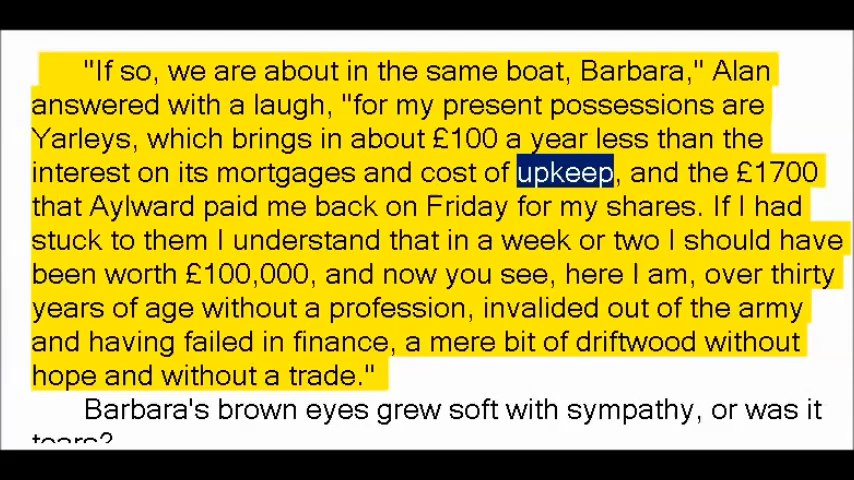 "If so, we are about in the same boat, Barbara," Alan
answered with a laugh, "for my present possessions are
Yarleys, which brings in about £100 a year less than the
interest on its mortgages and cost of upkeep, and the £1700
that Aylward paid me back on Friday for my shares. If I had
stuck to them I understand that in a week or two I should have
been worth £100,000, and now you see, here I am, over thirty
years of age without a profession, invalided out of the army
and having failed in finance, a mere bit of driftwood without
hope and without a trade."
Barbara's brown eyes grew soft with sympathy, or was it
tears?